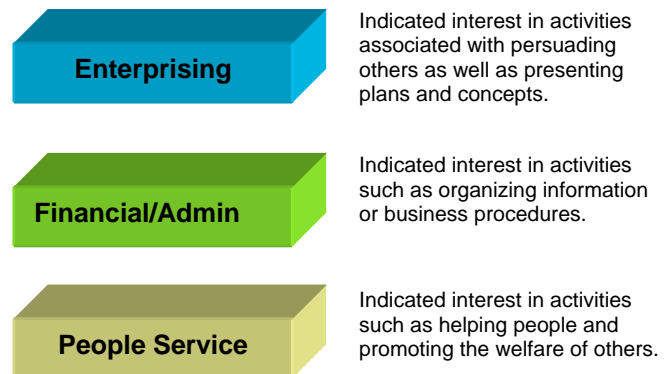 Enterprising
Indicated interest in activities
associated with persuading
others as well as presenting
plans and concepts.
Financial/Admin
Indicated interest in activities
such as organizing information
or business procedures.
People Service
Indicated interest in activities
such as helping people and
promoting the welfare of others.